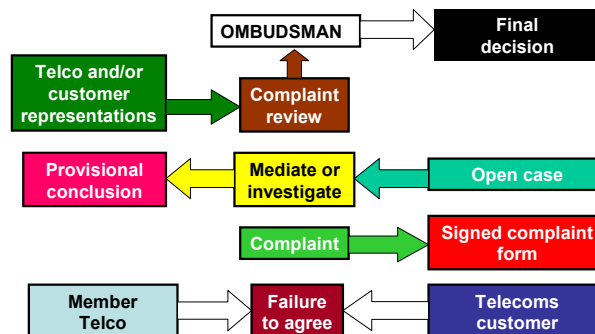 OMBUDSMAN
Final
decision
Telco and/or
customer
representations
Complaint
review
Provisional
conclusion
Mediate or
investigate
Open case
Complaint
Signed complaint
form
Member
Telco
Failure
to agree
Telecoms
customer